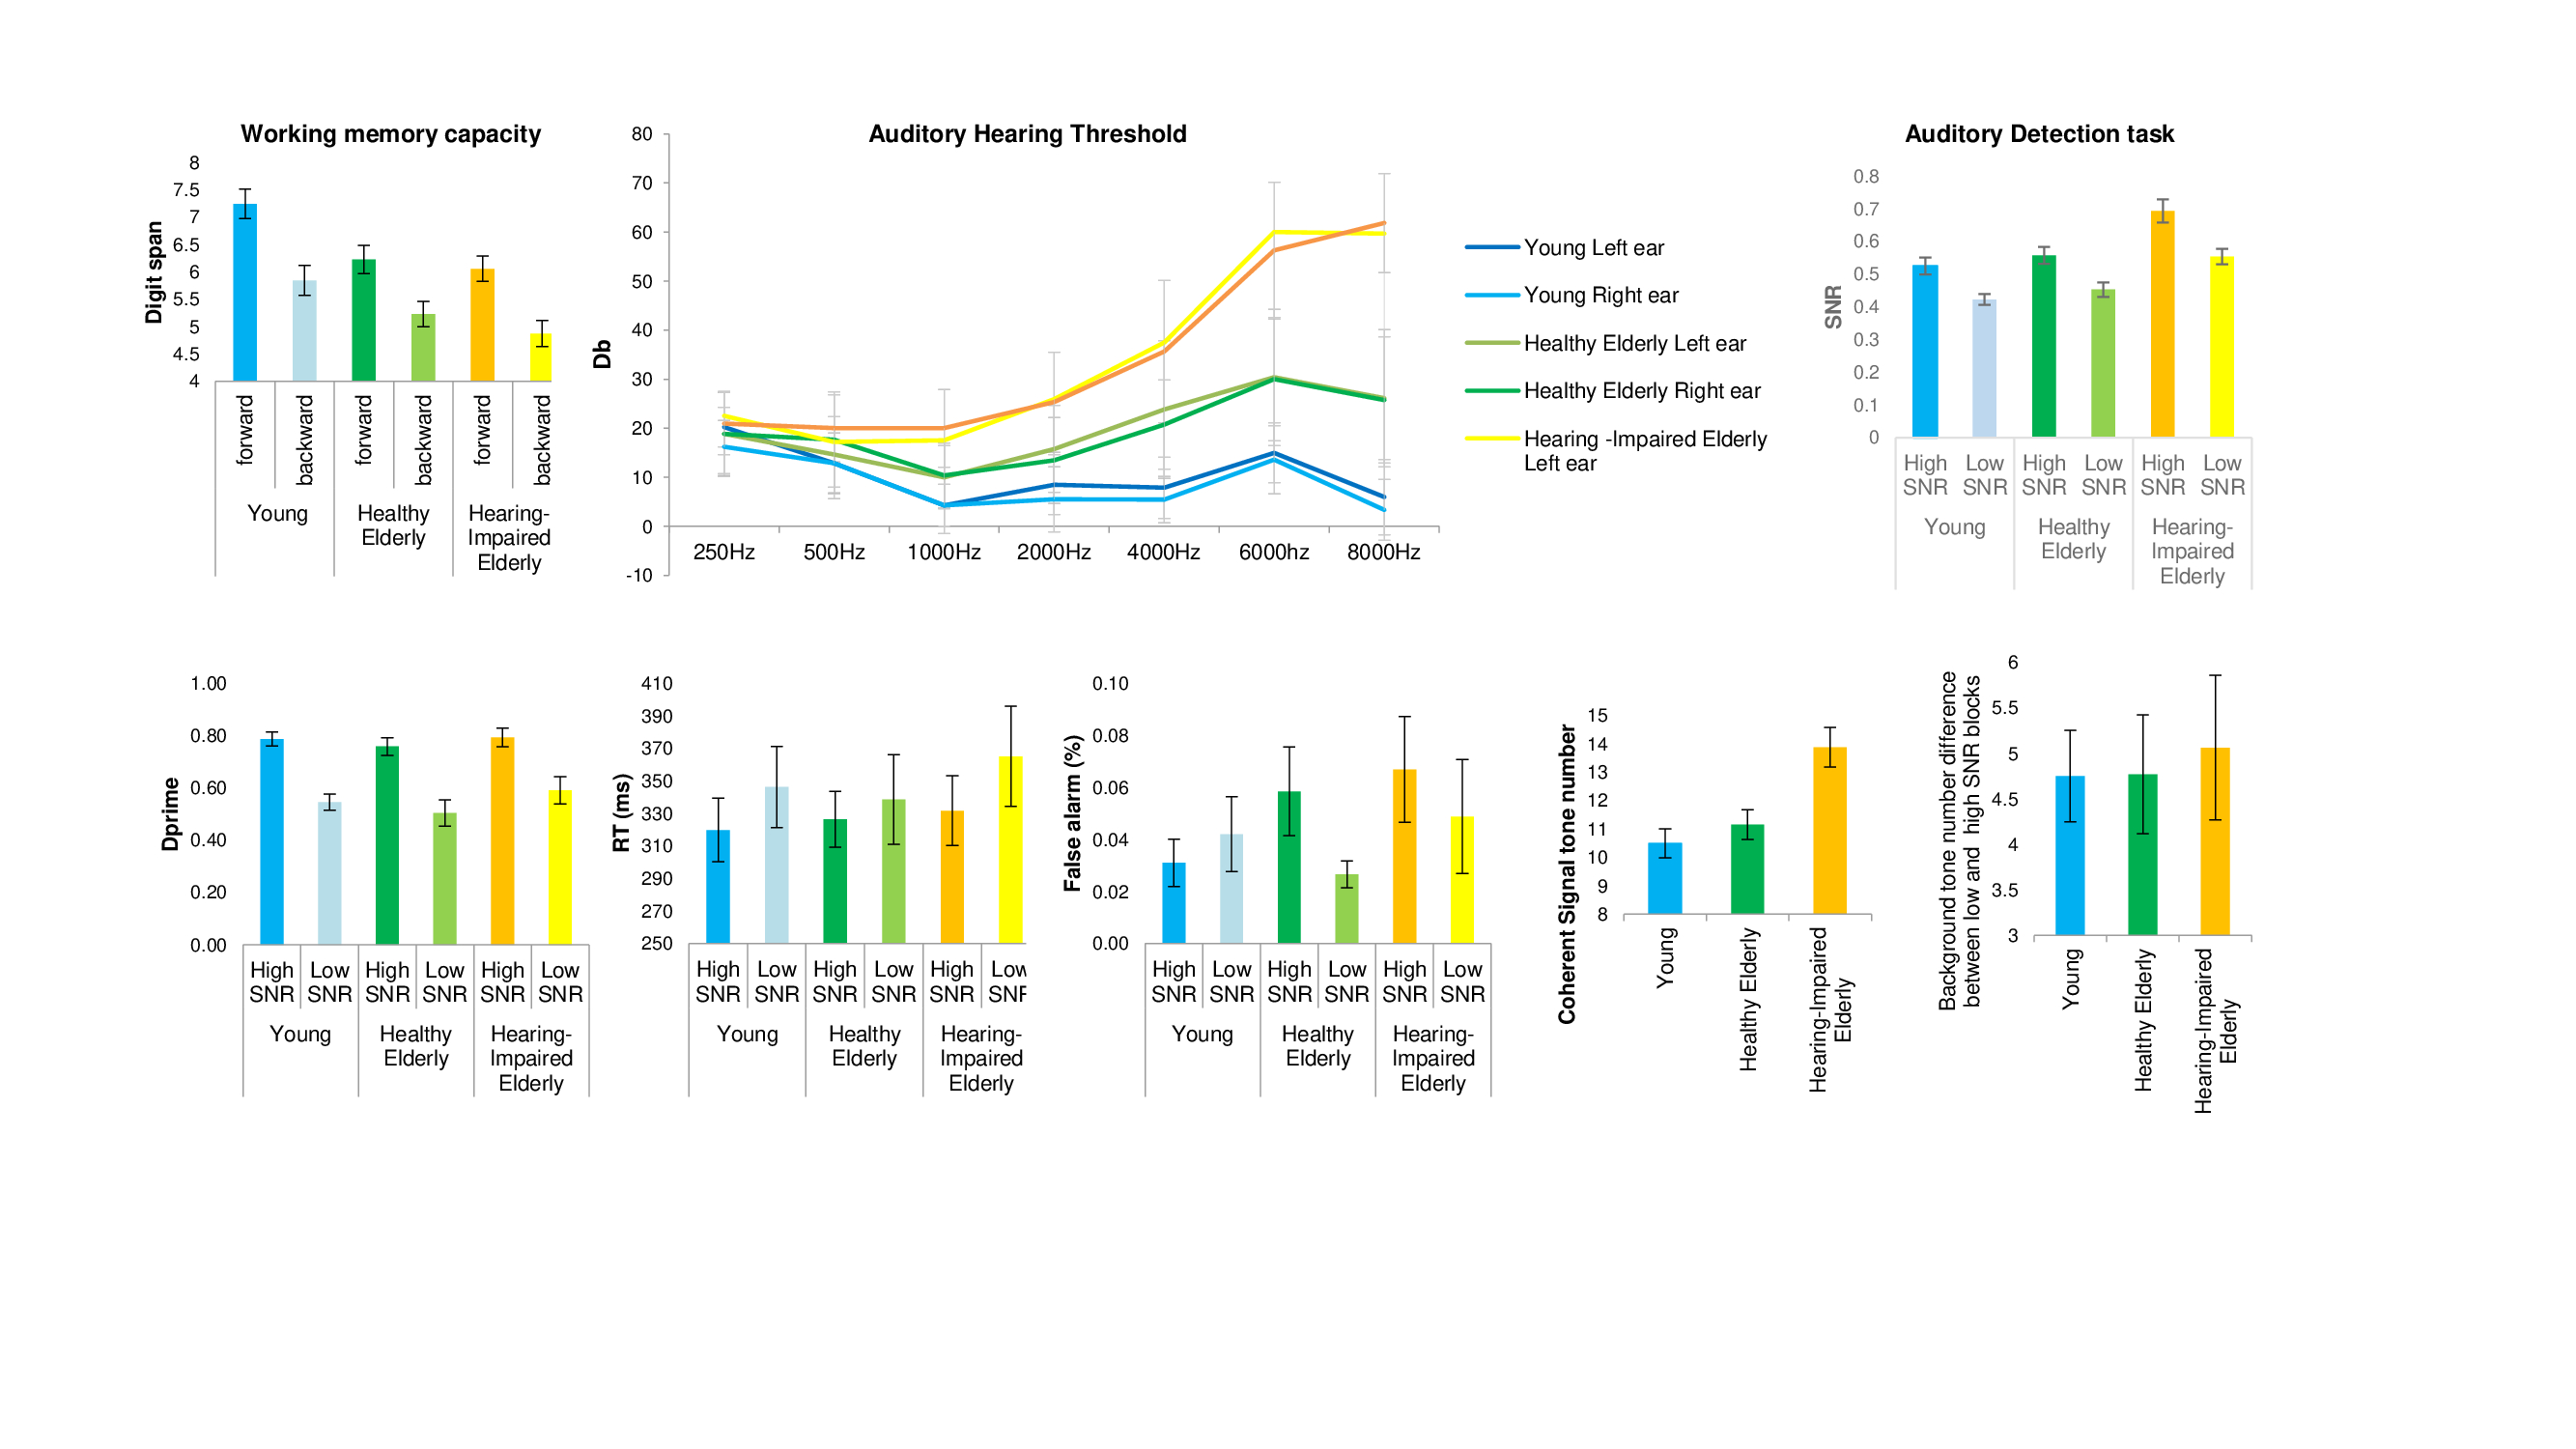 Working memory capacity
Digit span
8
7.5
7
6.5
6
5.5
5
4.5
4
forward
backward
forward
backward
forward
backward
Young
Healthy
Elderly
Hearing-
Impaired
Elderly
Auditory Hearing Threshold
Db
80
70
60
50
40
30
20
10
0
-10
250Hz
500Hz
1000Hz
2000Hz
4000Hz
6000hz
8000Hz
Young Left ear
Young Right ear
Healthy Elderly Left ear
Healthy Elderly Right ear
Hearing -Impaired Elderly
Left ear
Auditory Detection task
SNR
0.8
0.7
0.6
0.5
0.4
0.3
0.2
0.1
0
High Low High Low High Low
SNR SNR SNR SNR SNR SNR
Young
Healthy
Elderly
Hearing-
Impaired
Elderly
Dprime
1.00
0.80
0.60
0.40
0.20
0.00
High Low High Low High Low
SNR SNR SNR SNR SNR SNR
Young
Healthy
Elderly
Hearing-
Impaired
Elderly
RT (ms)
410
390
370
350
330
310
290
270
250
High Low High Low High Low
SNR SNR SNR SNR SNR SNR
Young
Healthy
Elderly
Hearing-
Impaired
Elderly
False alarm (%)
0.10
0.08
0.06
0.04
0.02
0.00
High Low High Low High Low
SNR SNR SNR SNR SNR SNR
Young
Healthy
Elderly
Hearing-
Impaired
Elderly
Coherent Signal tone number
15
14
13
12
11
10
9
8
Young
Healthy Elderly
Hearing-Impaired
Elderly
Background tone number difference
between low and high SNR blocks
6
5.5
5
4.5
4
3.5
3
Young
Healthy Elderly
Hearing-Impaired
Elderly